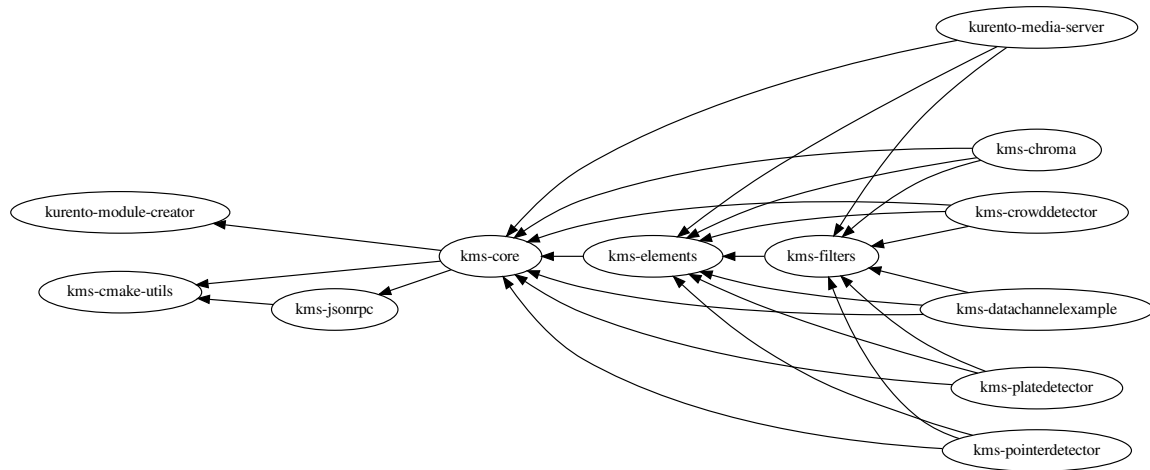 kurento-media-server
kms-chroma
kurento-module-creator
kms-crowddetector
kms-core
kms-elements
kms-filters
kms-cmake-utils
kms-jsonrpc
kms-datachannelexample
kms-platedetector
kms-pointerdetector